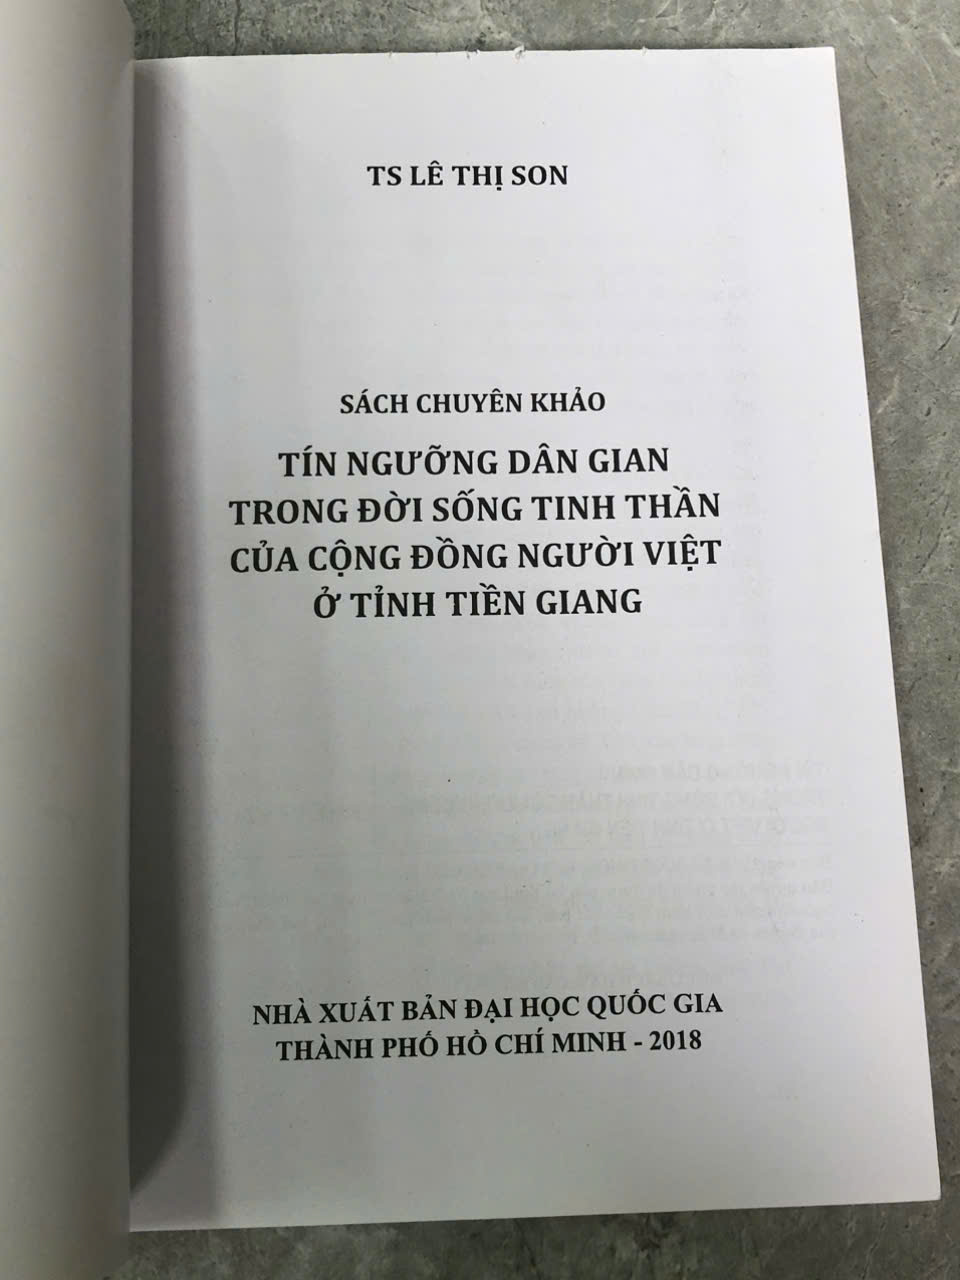 TS LÊ THỊ SON
SÁCH CHUYÊN KHẢO
TÍN NGƯỠNG DÂN GIAN
TRONG ĐỜI SỐNG TINH THẦN
CỦA CỘNG ĐỒNG NGƯỜI VIỆT
Ở TỈNH TIỀN GIANG
NHÀ XUẤT BẢN ĐẠI HỌC QUỐC GIA
THÀNH PHỐ HỒ CHÍ MINH - 2018